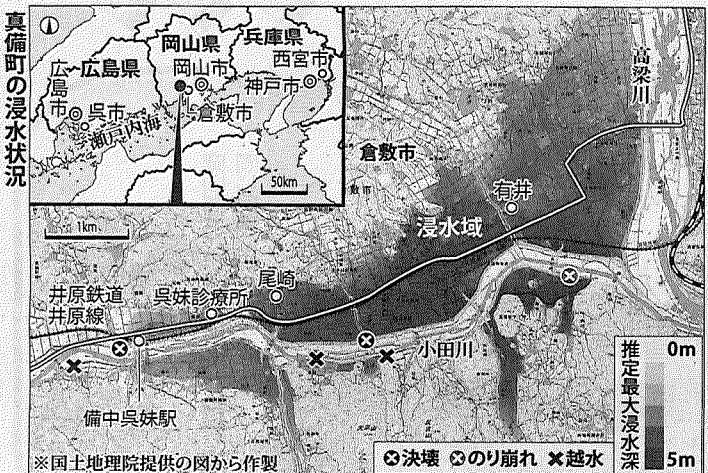 真備町の浸水状況
広島県
岡山県
兵庫県
広島市
呉市
岡山市
倉敷市
神戸市
西宮市
瀬戸内海
50km
1km
高梁川
倉敷市
有井
浸水域
尾崎
呉妹診療所
井原鉄道
井原線
小田川
備中呉妹駅
推定最大浸水深
0m
5m
※国土地理院提供の図から作製
決壊 のり崩れ 越水